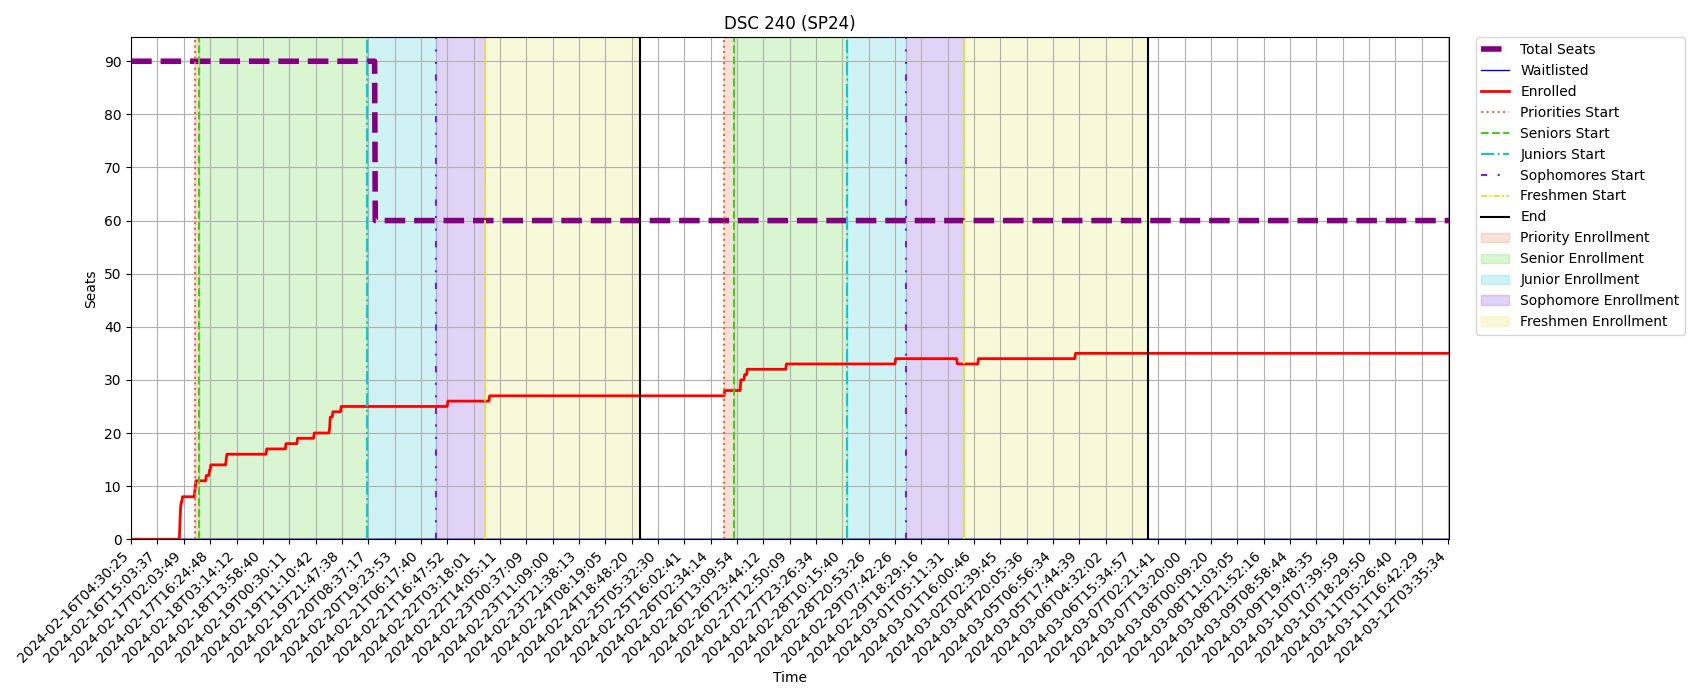 DSC 240 (SP24)
Seats
90
80
70
60
50
40
30
20
10
0
2024-02-16T04:30:25
2024-02-16T15:03:37
2024-02-17T02:03:49
2024-02-17T16:24:48
2024-02-18T03:14:12
2024-02-18T13:58:40
2024-02-19T00:30:11
2024-02-19T11:10:42
2024-02-19T21:47:38
2024-02-20T08:37:17
2024-02-20T19:23:53
2024-02-21T06:17:40
2024-02-21T16:47:52
2024-02-22T03:18:01
2024-02-22T14:05:11
2024-02-23T00:37:09
2024-02-23T11:09:00
2024-02-23T21:38:13
2024-02-24T08:19:05
2024-02-24T18:48:20
2024-02-25T05:32:30
2024-02-25T16:02:41
2024-02-26T02:34:14
2024-02-26T13:09:54
2024-02-26T23:44:12
2024-02-27T12:50:09
2024-02-27T23:26:34
2024-02-28T10:15:40
2024-02-28T20:53:26
2024-02-29T07:42:26
2024-02-29T18:29:16
2024-03-01T05:11:31
2024-03-01T16:00:46
2024-03-02T02:39:45
2024-03-04T20:05:36
2024-03-05T06:56:34
2024-03-05T17:44:39
2024-03-06T04:32:02
2024-03-06T15:34:57
2024-03-07T02:21:41
2024-03-07T13:20:00
2024-03-08T00:09:20
2024-03-08T11:03:05
2024-03-08T21:52:16
2024-03-09T08:58:44
2024-03-09T19:48:35
2024-03-10T07:39:59
2024-03-10T18:29:50
2024-03-11T05:26:40
2024-03-11T16:42:29
2024-03-12T03:35:34
Time
Total Seats
Waitlisted
Enrolled
Priorities Start
Seniors Start
Juniors Start
Sophomores Start
Freshmen Start
End
Priority Enrollment
Senior Enrollment
Junior Enrollment
Sophomore Enrollment
Freshmen Enrollment